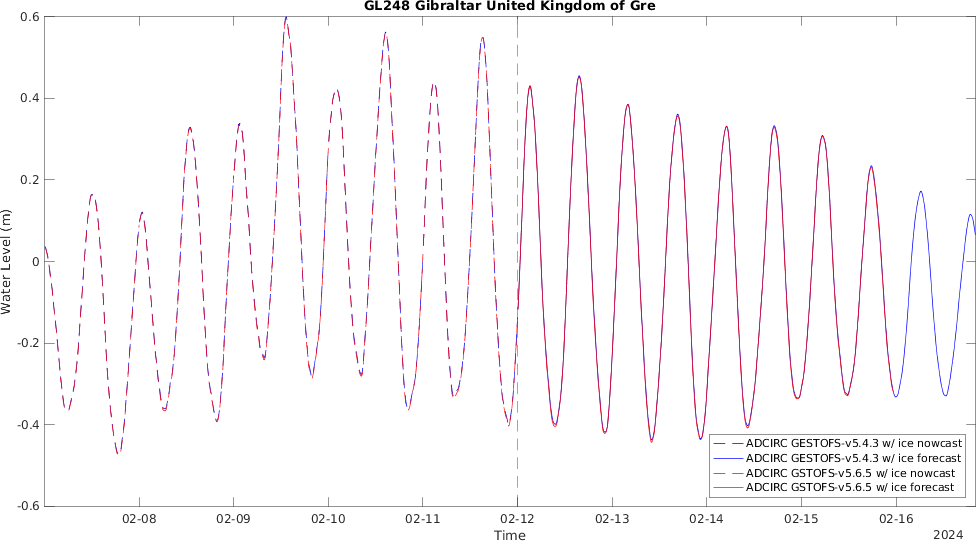 GL248 Gibraltar United Kingdom of Gre
0.6
0.4
0.2
0
-0.2
-0.4
-0.6
Water Level (m)
02-08 02-09 02-10 02-11 02-12 02-13 02-14 02-15 02-16
Time
2024
ADCIRC GESTOFS-v5.4.3 w/ ice nowcast
ADCIRC GESTOFS-v5.4.3 w/ ice forecast
ADCIRC GSTOFS-v5.6.5 w/ ice nowcast
ADCIRC GSTOFS-v5.6.5 w/ ice forecast